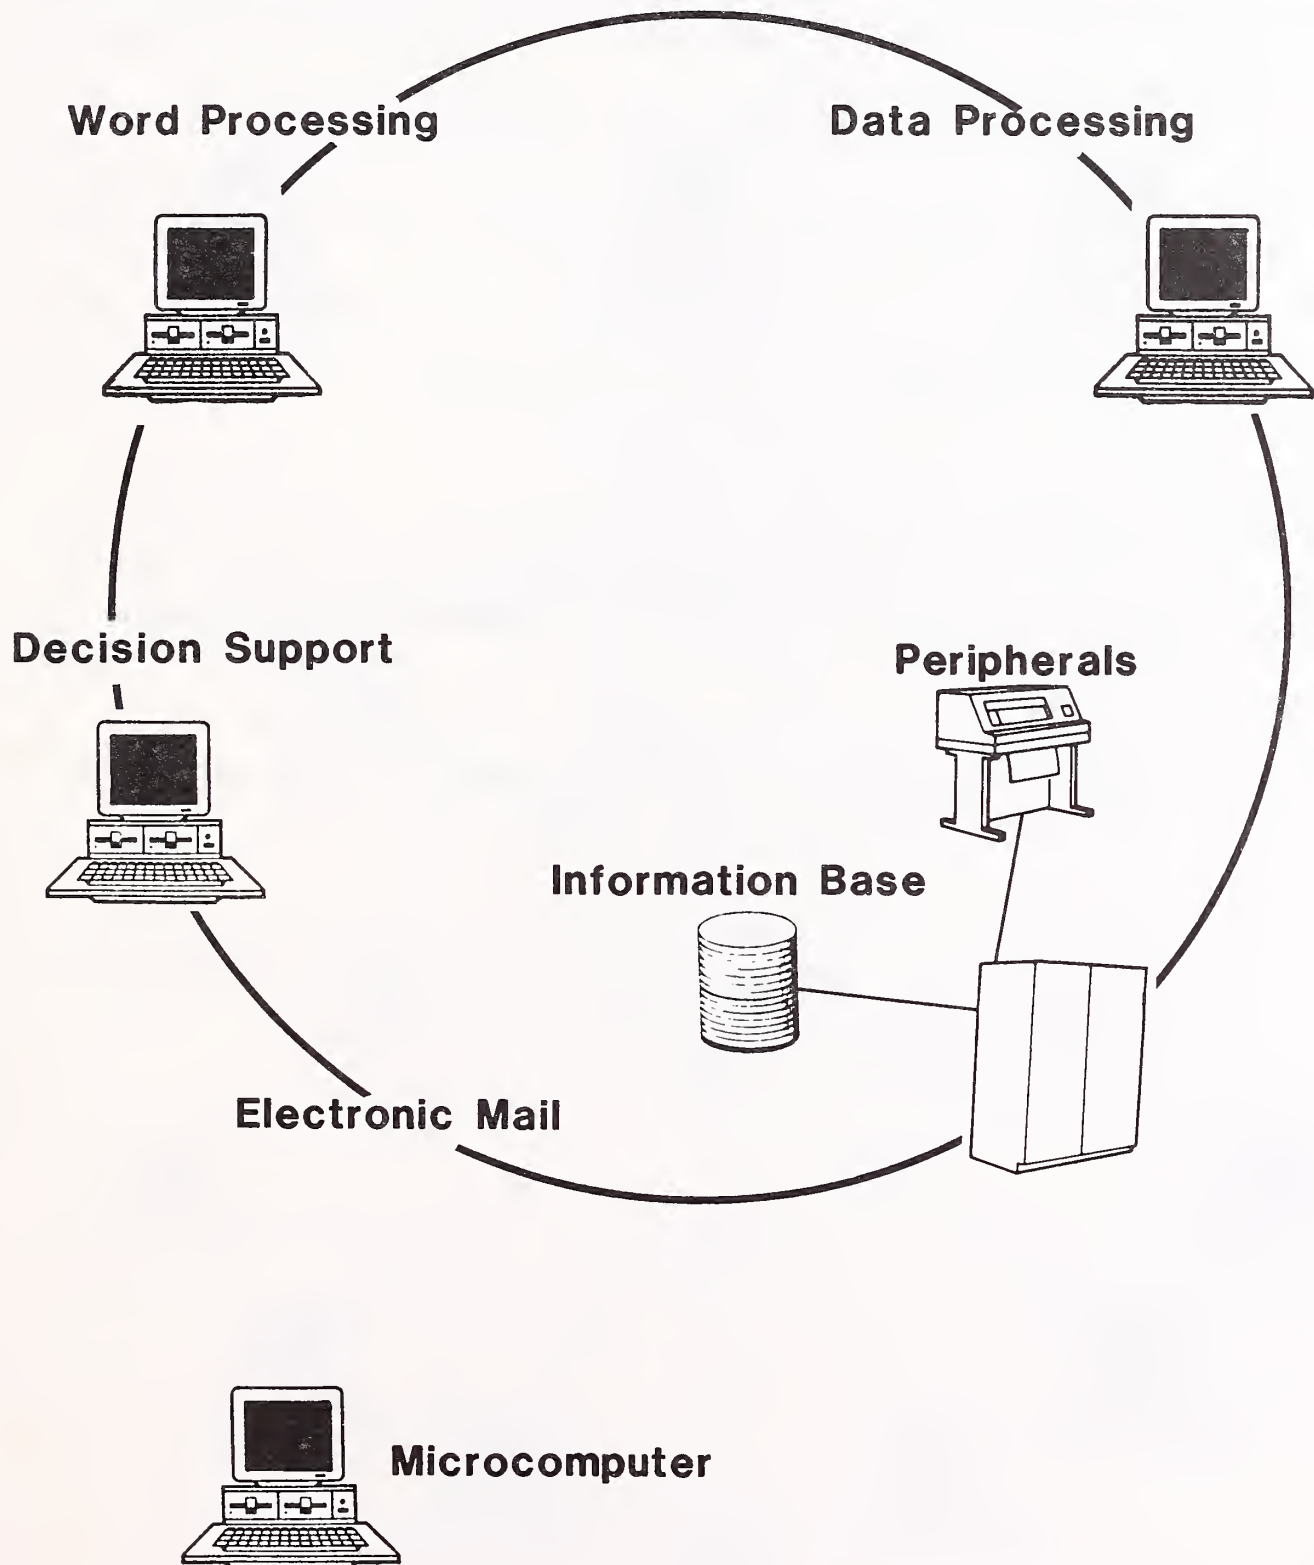 Word Processing
Data Processing
Decision Support
Peripherals
Information Base
Electronic Mail
Microcomputer